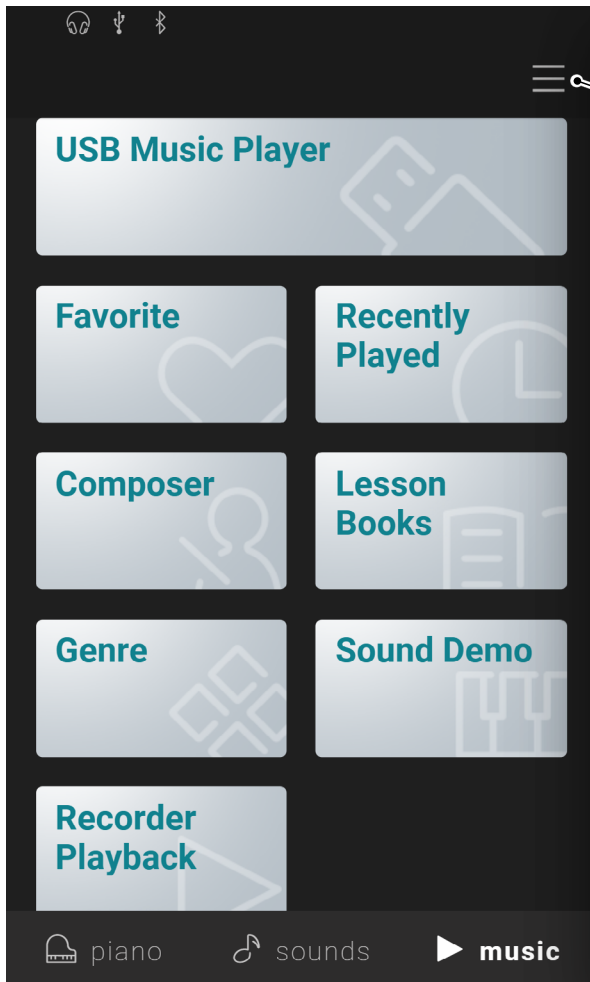 USB Music Player
Favorite
Recently
Played
Composer
Lesson
Books
Genre
Sound Demo
Recorder
Playback
piano
sounds
music